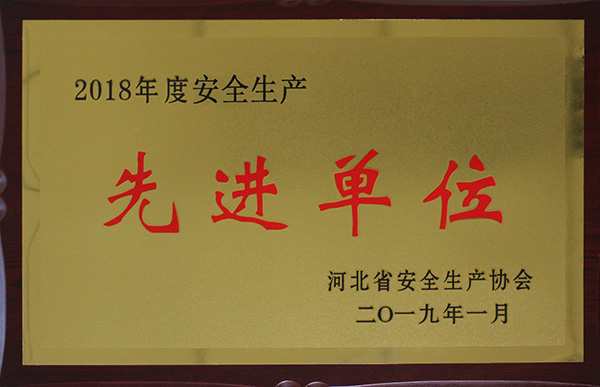 2018年度安全生产
先进单位
河北省安全生产协会
二〇一九年一月